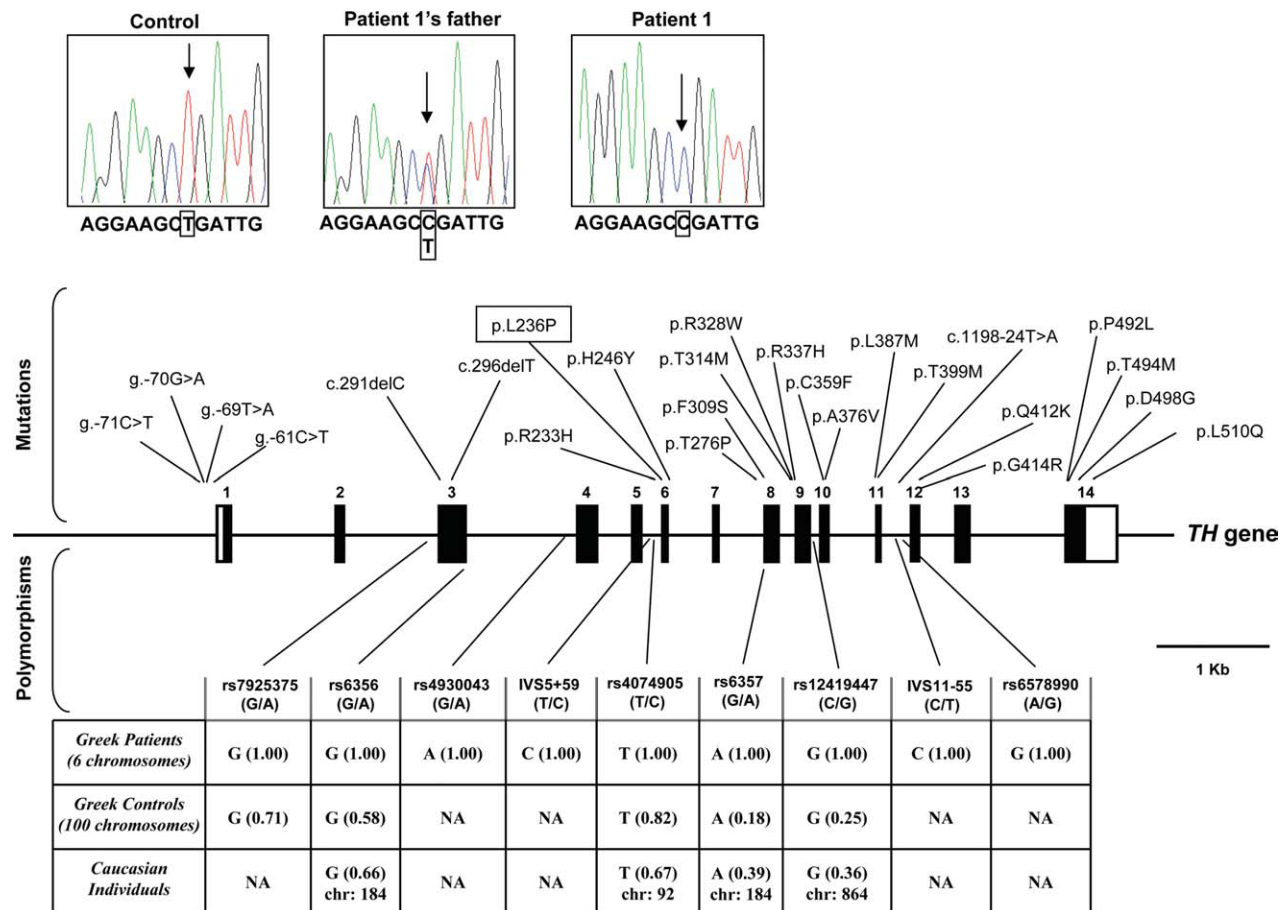 Control
Patient 1's father
Patient 1
AGGAAGCTGATTG
AGGAAGCCGATTG
T
AGGAAGCCGATTG
Mutations
g.-71C>T
g.-70G>A
g.-69T>A
g.-61C>T
c.291delC
c.296delT
p.L236P
p.R233H
p.H246Y
p.R328W
p.T314M
p.F309S
p.T276P
p.R337H
p.C359F
p.A376V
p.L387M
p.T399M
c.1198-24T>A
p.Q412K
p.G414R
p.P492L
p.T494M
p.D498G
p.L510Q
1 2 3 4 5 6 7 8 9 10 11 12 13 14
TH gene
Polymorphisms
1 Kb
rs7925375 rs6356 rs4930043 IVS5+59 rs4074905 rs6357 rs12419447 IVS11-55 rs6578990
(G/A) (G/A) (G/A) (T/C) (T/C) (G/A) (C/G) (C/T) (A/G)
Greek Patients
(6 chromosomes)
G (1.00) G (1.00) A (1.00) C (1.00) T (1.00) A (1.00) G (1.00) C (1.00) G (1.00)
Greek Controls
(100 chromosomes)
G (0.71) G (0.58) NA NA T (0.82) A (0.18) G (0.25) NA NA
Caucasian
Individuals
NA G (0.66) NA NA T (0.67) A (0.39) G (0.36) NA NA
chr: 184 chr: 92 chr: 184 chr: 864